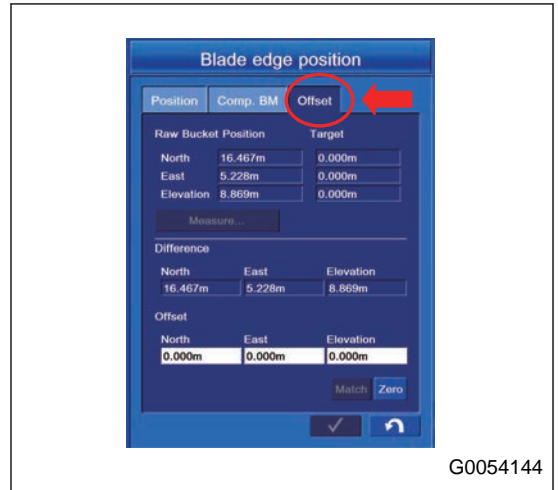 Blade edge position
Position Comp. BM Offset
Raw Bucket Position Target
North 16.467m 0.000m
East 5.228m 0.000m
Elevation 8.869m 0.000m
Measure...
Difference
North East Elevation
16.467m 5.228m 8.869m
Offset
North East Elevation
0.000m 0.000m 0.000m
Match Zero
G0054144